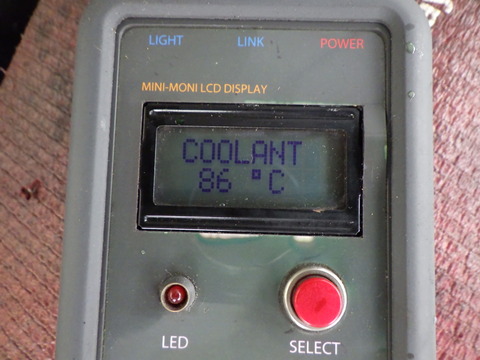 LIGHT LINK POWER
MINI-MONI LCD DISPLAY
COOLANT
86 °C
LED SELECT